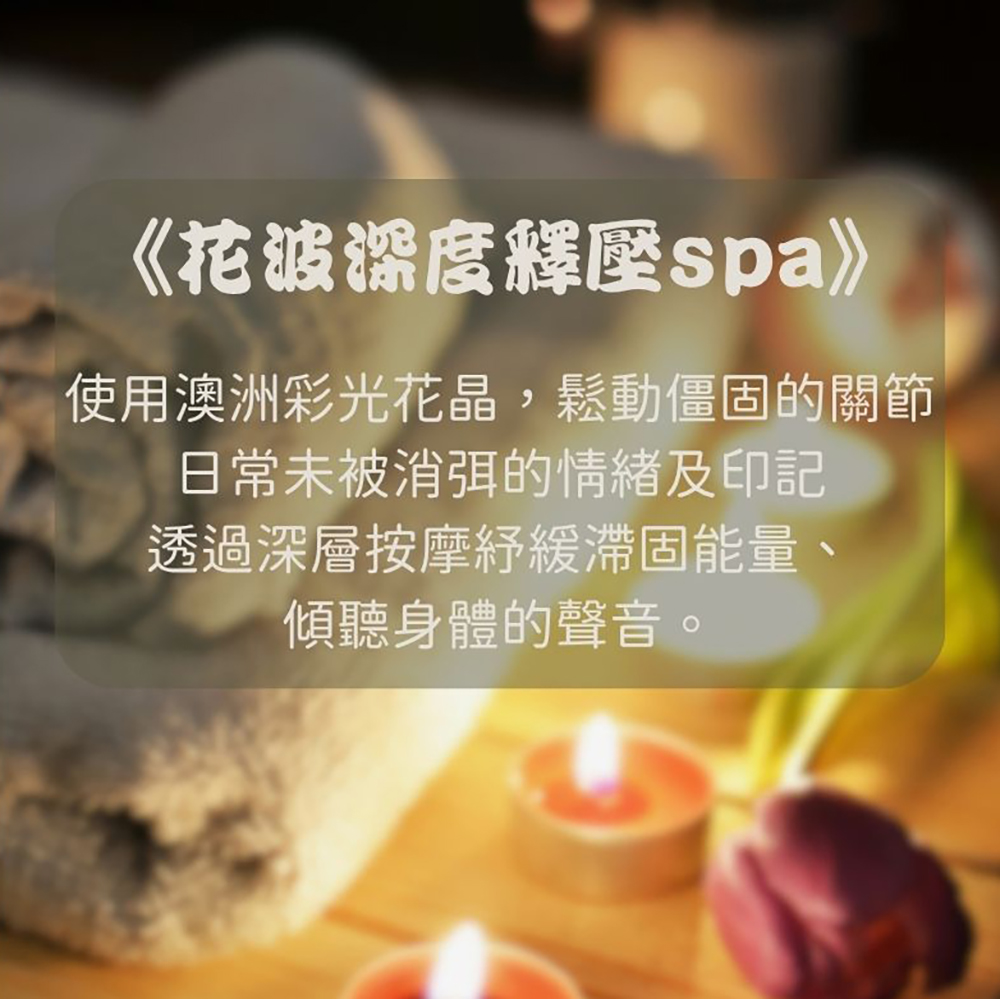 《花波深度釋壓spa》
使用澳洲彩光花晶，鬆動僵固的關節
日常未被消弭的情緒及印記
透過深層按摩紓緩滯固能量、
傾聽身體的聲音。